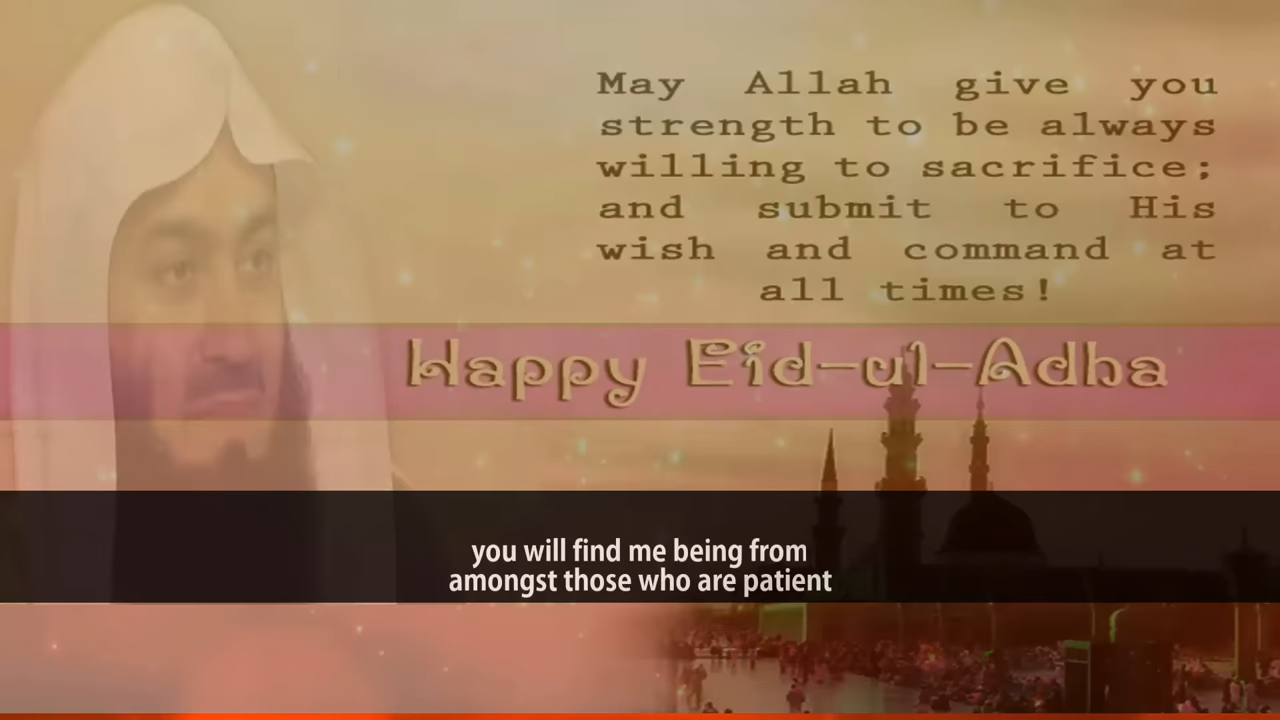 May Allah give you
strength to be always
willing to sacrifice;
and submit to His
wish and command at
all times!
Happy Eid-ul-Adha
you will find me being from
amongst those who are patient